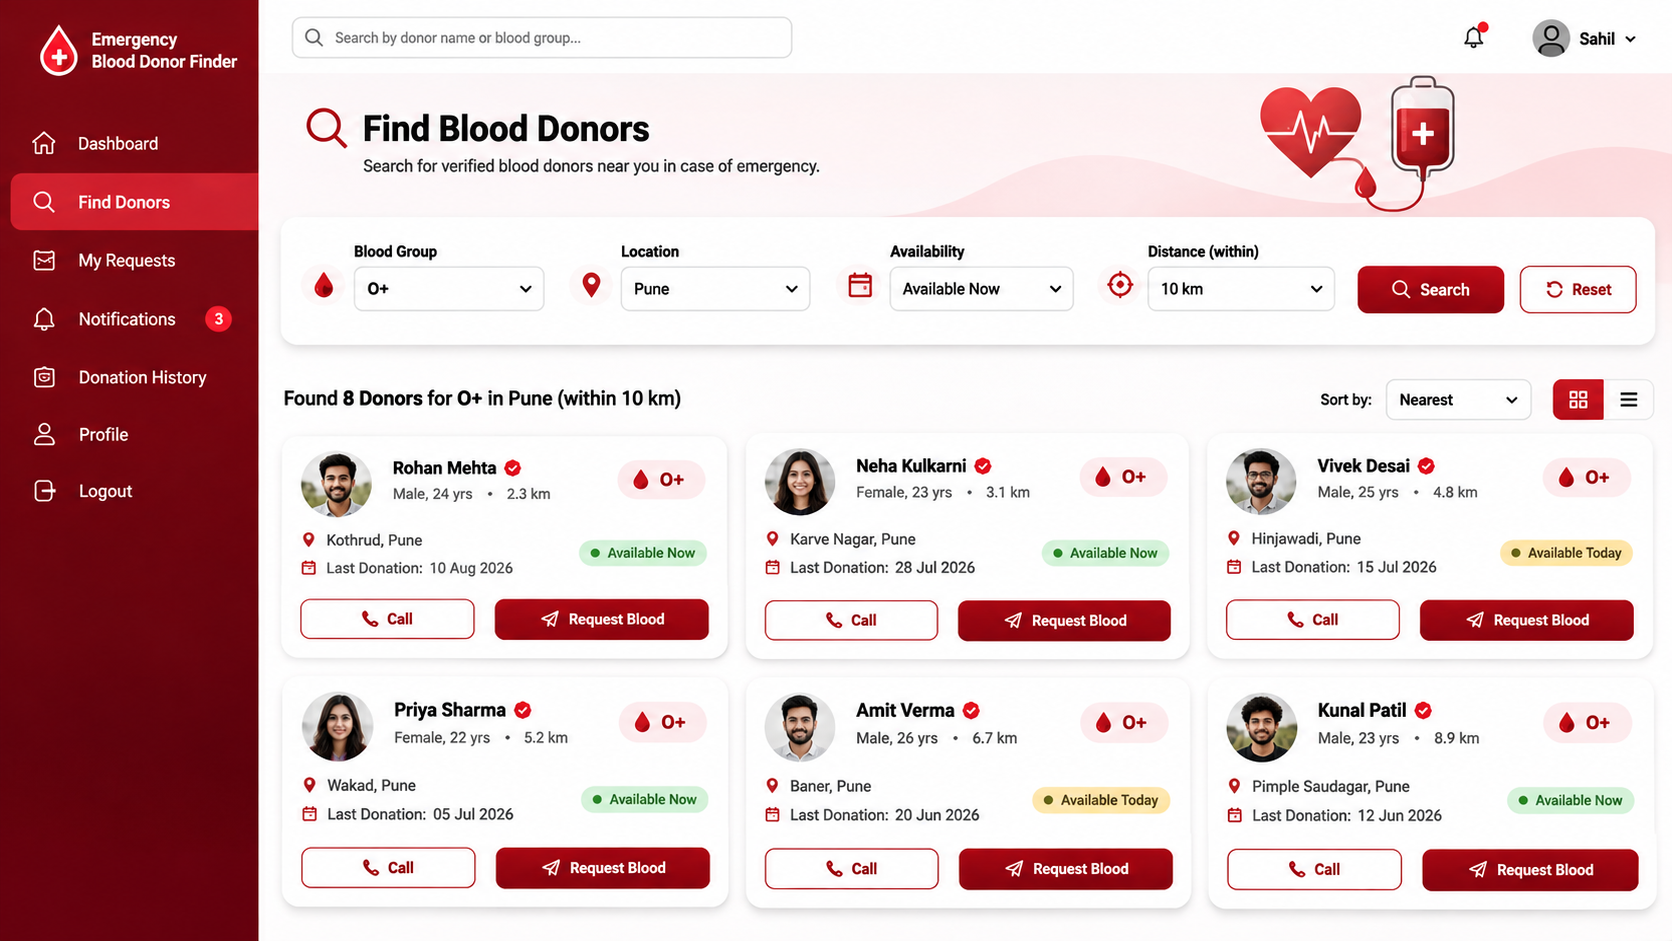 Emergency
Blood Donor Finder
Dashboard
Find Donors
My Requests
Notifications 3
Donation History
Profile
Logout
Search by donor name or blood group...
Sahil
Find Blood Donors
Search for verified blood donors near you in case of emergency.
Blood Group Location Availability Distance (within)
O+ Pune Available Now 10 km Search Reset
Found 8 Donors for O+ in Pune (within 10 km)
Sort by: Nearest
Rohan Mehta
Male, 24 yrs • 2.3 km
O+
Kothrud, Pune
Available Now
Last Donation: 10 Aug 2026
Call Request Blood
Neha Kulkarni
Female, 23 yrs • 3.1 km
O+
Karve Nagar, Pune
Available Now
Last Donation: 28 Jul 2026
Call Request Blood
Vivek Desai
Male, 25 yrs • 4.8 km
O+
Hinjawadi, Pune
Available Today
Last Donation: 15 Jul 2026
Call Request Blood
Priya Sharma
Female, 22 yrs • 5.2 km
O+
Wakad, Pune
Available Now
Last Donation: 05 Jul 2026
Call Request Blood
Amit Verma
Male, 26 yrs • 6.7 km
O+
Baner, Pune
Available Today
Last Donation: 20 Jun 2026
Call Request Blood
Kunal Patil
Male, 23 yrs • 8.9 km
O+
Pimple Saudagar, Pune
Available Now
Last Donation: 12 Jun 2026
Call Request Blood